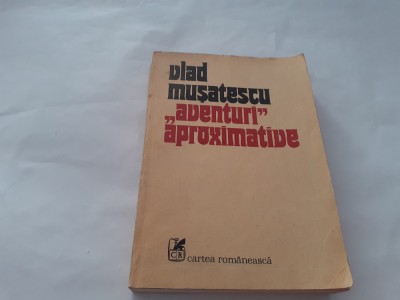 vlad
mușatescu
„aventuri”
aproximative
CR
cartea românească